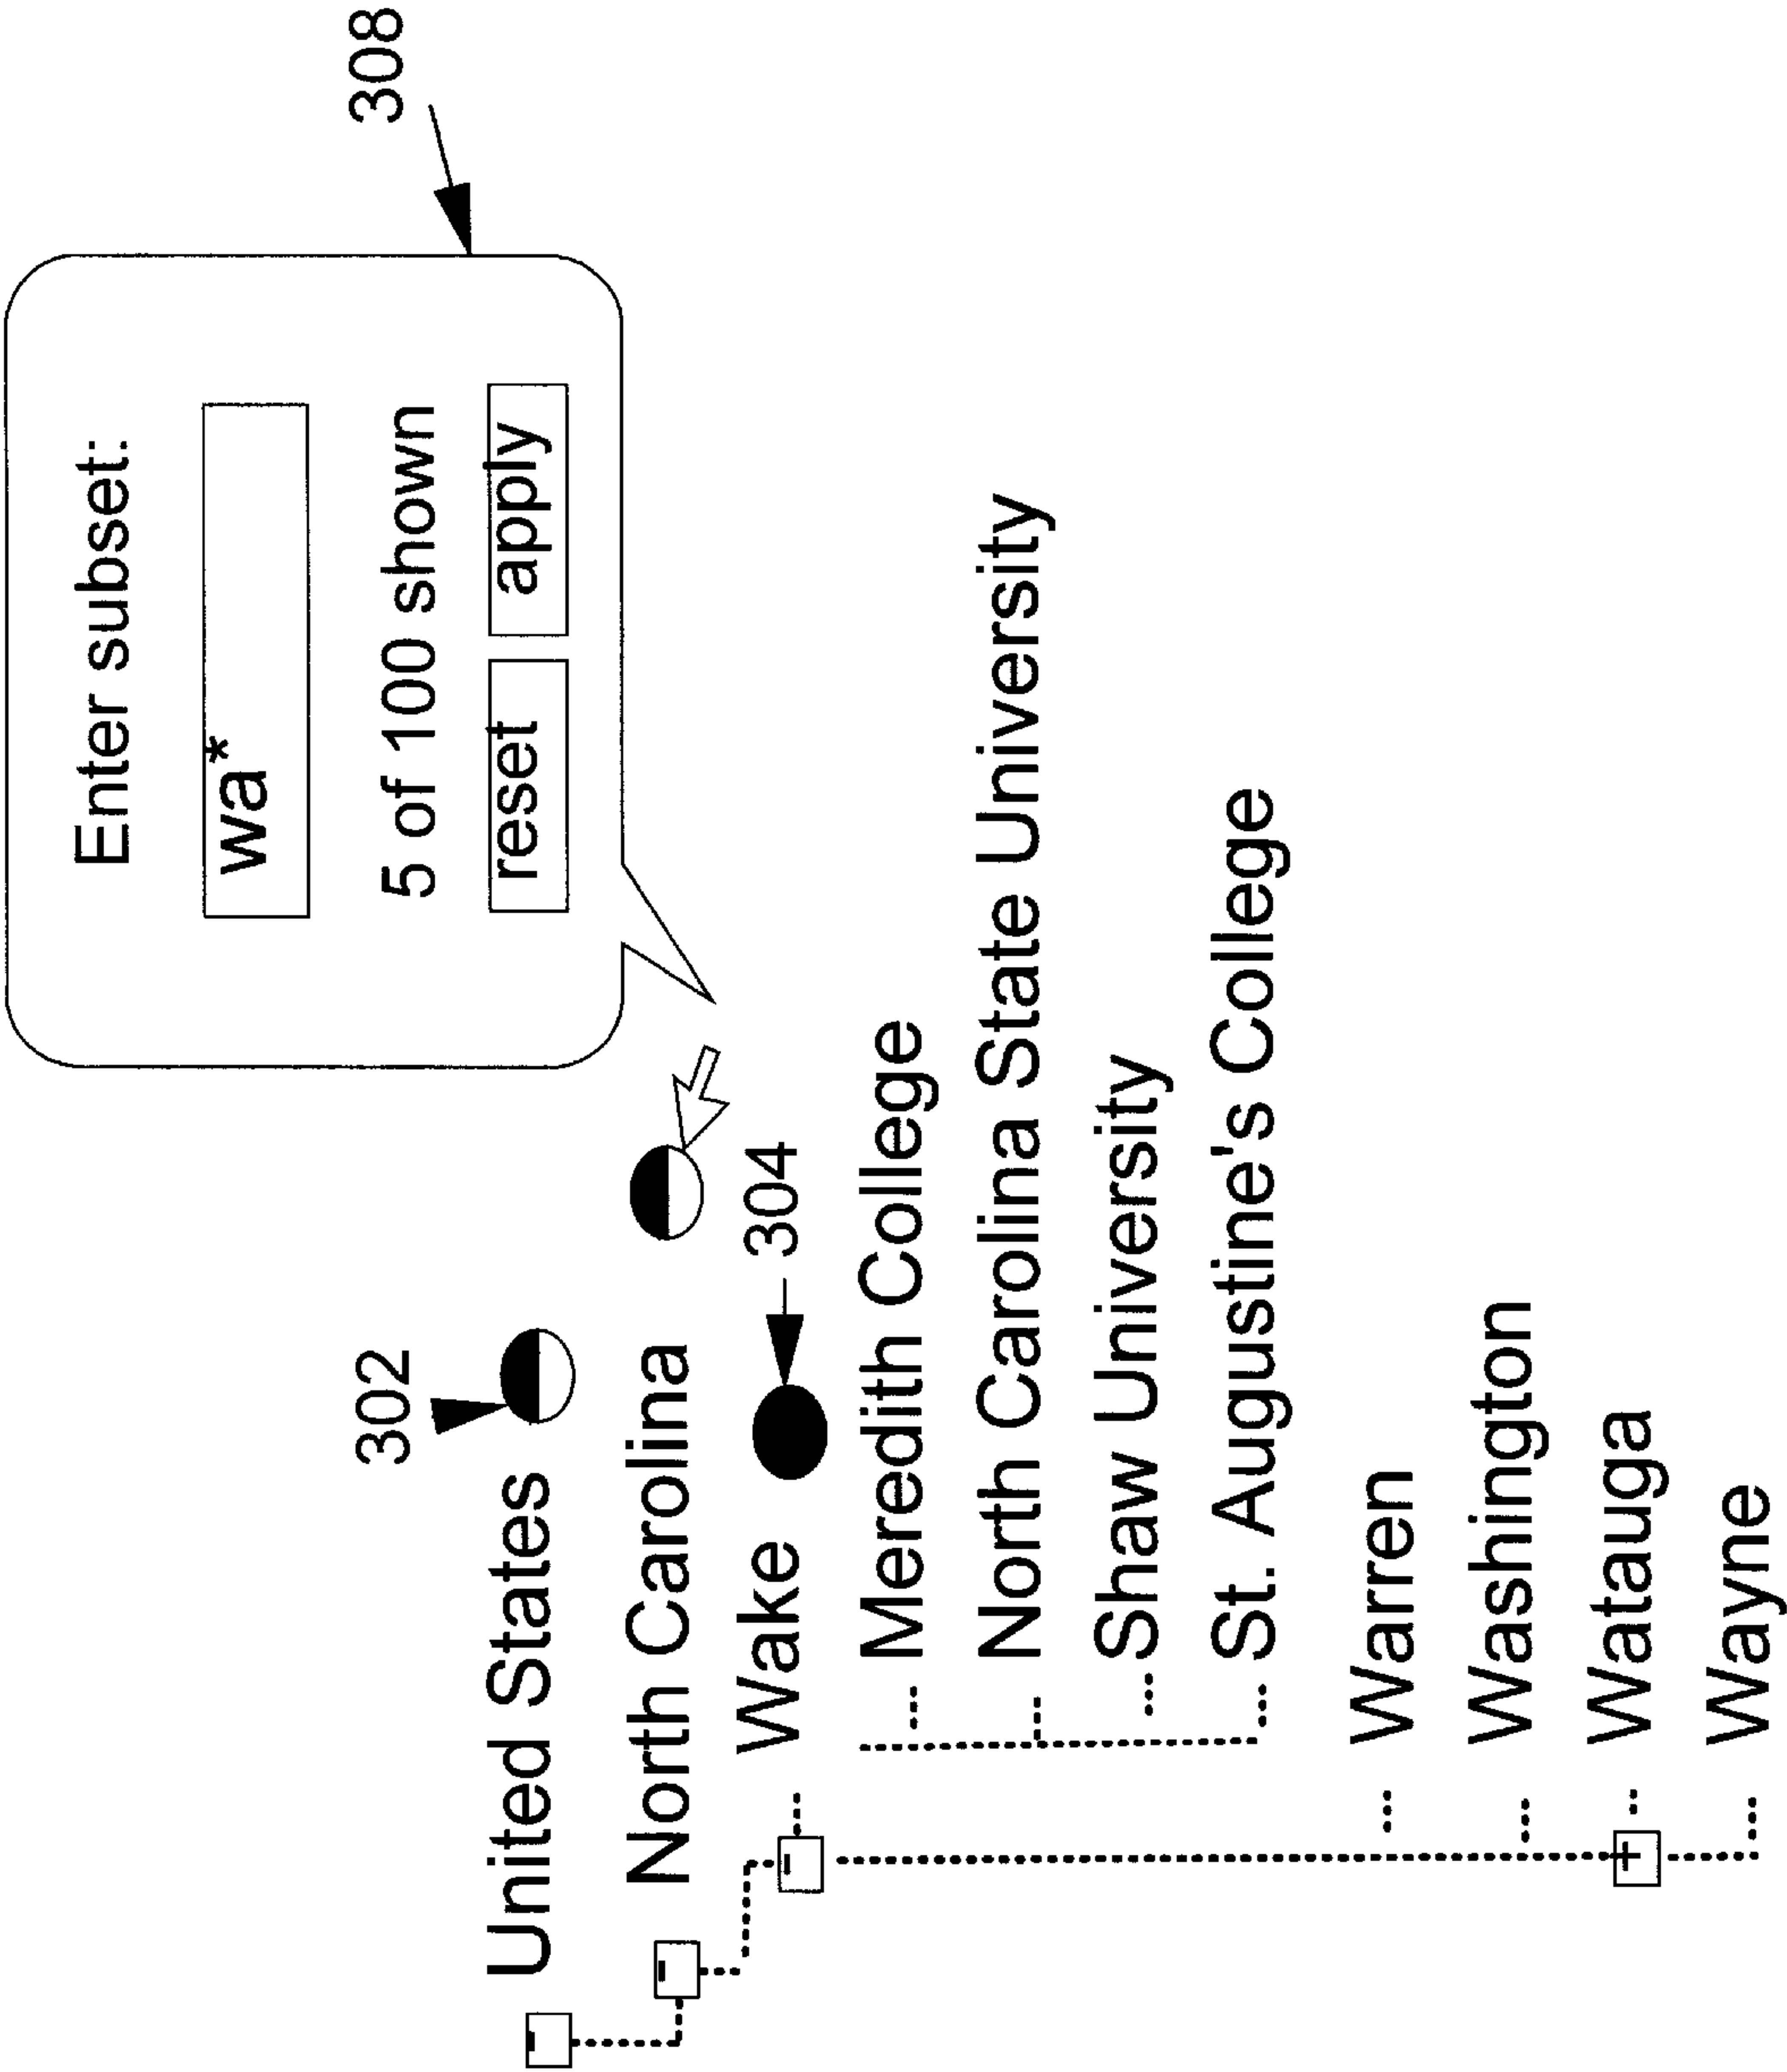 Enter subset:
wa*
5 of 100 shown
reset apply
308
302
United States
North Carolina
Wake
304
Meredith College
North Carolina State University
Shaw University
St. Augustine's College
Warren
Washington
Watauga
Wayne